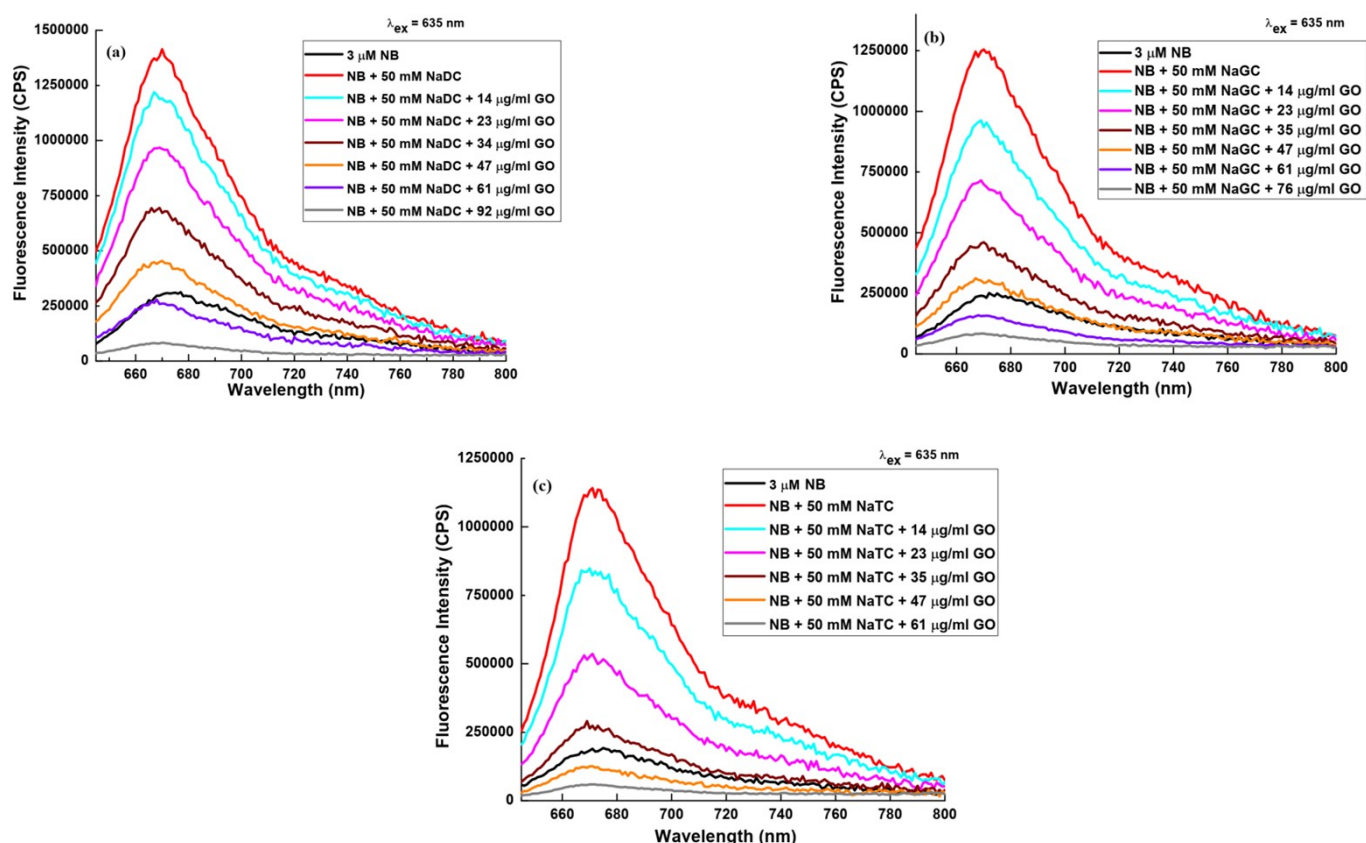 λex = 635 nm
(a)
3 μM NB
NB + 50 mM NaDC
NB + 50 mM NaDC + 14 μg/ml GO
NB + 50 mM NaDC + 23 μg/ml GO
NB + 50 mM NaDC + 34 μg/ml GO
NB + 50 mM NaDC + 47 μg/ml GO
NB + 50 mM NaDC + 61 μg/ml GO
NB + 50 mM NaDC + 92 μg/ml GO
Fluorescence Intensity (CPS)
1500000
1250000
1000000
750000
500000
250000
0
660 680 700 720 740 760 780 800
Wavelength (nm)
λex = 635 nm
(b)
3 μM NB
NB + 50 mM NaGC
NB + 50 mM NaGC + 14 μg/ml GO
NB + 50 mM NaGC + 23 μg/ml GO
NB + 50 mM NaGC + 35 μg/ml GO
NB + 50 mM NaGC + 47 μg/ml GO
NB + 50 mM NaGC + 61 μg/ml GO
NB + 50 mM NaGC + 76 μg/ml GO
Fluorescence Intensity (CPS)
1250000
1000000
750000
500000
250000
0
660 680 700 720 740 760 780 800
Wavelength (nm)
λex = 635 nm
(c)
3 μM NB
NB + 50 mM NaTC
NB + 50 mM NaTC + 14 μg/ml GO
NB + 50 mM NaTC + 23 μg/ml GO
NB + 50 mM NaTC + 35 μg/ml GO
NB + 50 mM NaTC + 47 μg/ml GO
NB + 50 mM NaTC + 61 μg/ml GO
Fluorescence Intensity (CPS)
1250000
1000000
750000
500000
250000
0
660 680 700 720 740 760 780 800
Wavelength (nm)